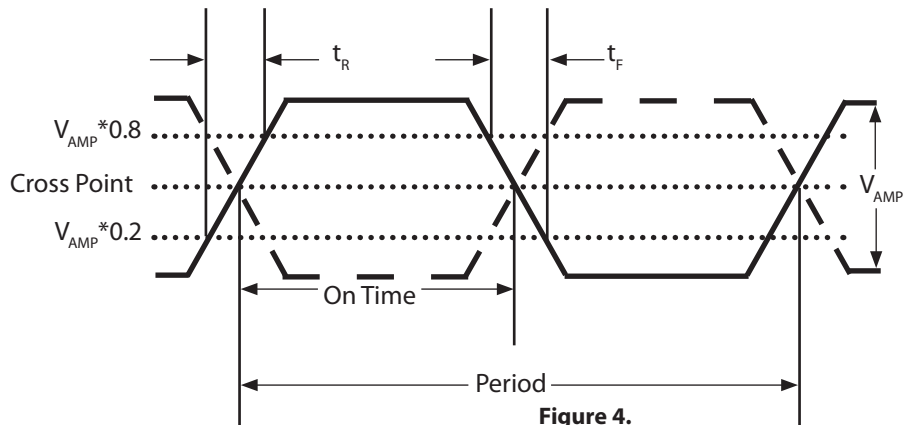 t_R
t_F
V_AMP*0.8
Cross Point
V_AMP
V_AMP*0.2
On Time
Period
Figure 4.